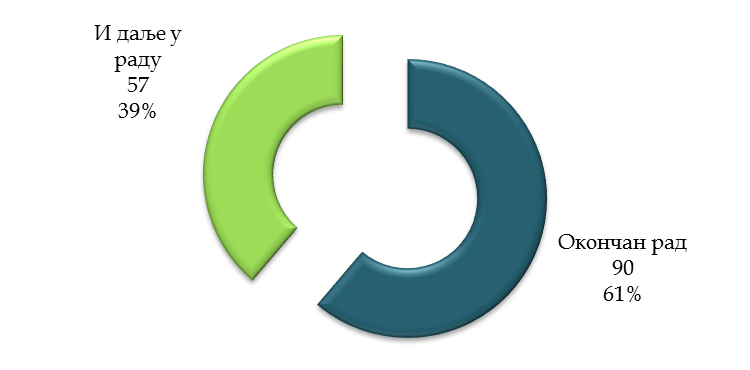 И даље у
раду
57
39%
Окончан рад
90
61%